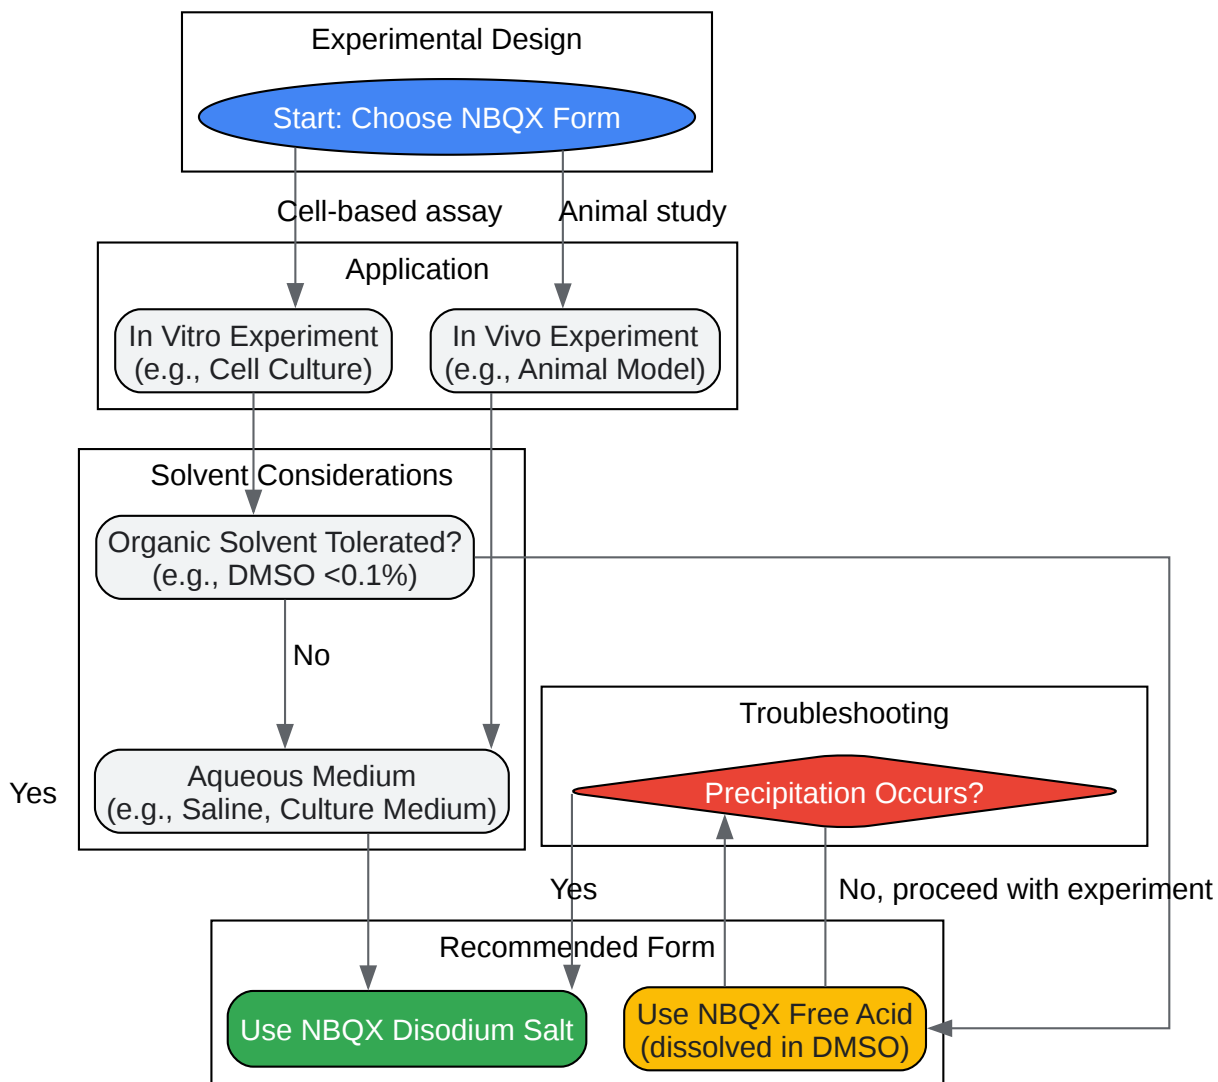 Experimental Design
Start: Choose NBQX Form
Cell-based assay
Animal study
Application
In Vitro Experiment
(e.g., Cell Culture)
In Vivo Experiment
(e.g., Animal Model)
Solvent Considerations
Organic Solvent Tolerated?
(e.g., DMSO <0.1%)
No
Troubleshooting
Aqueous Medium
(e.g., Saline, Culture Medium)
Yes
Precipitation Occurs?
Yes
No, proceed with experiment
Recommended Form
Use NBQX Disodium Salt
Use NBQX Free Acid
(dissolved in DMSO)